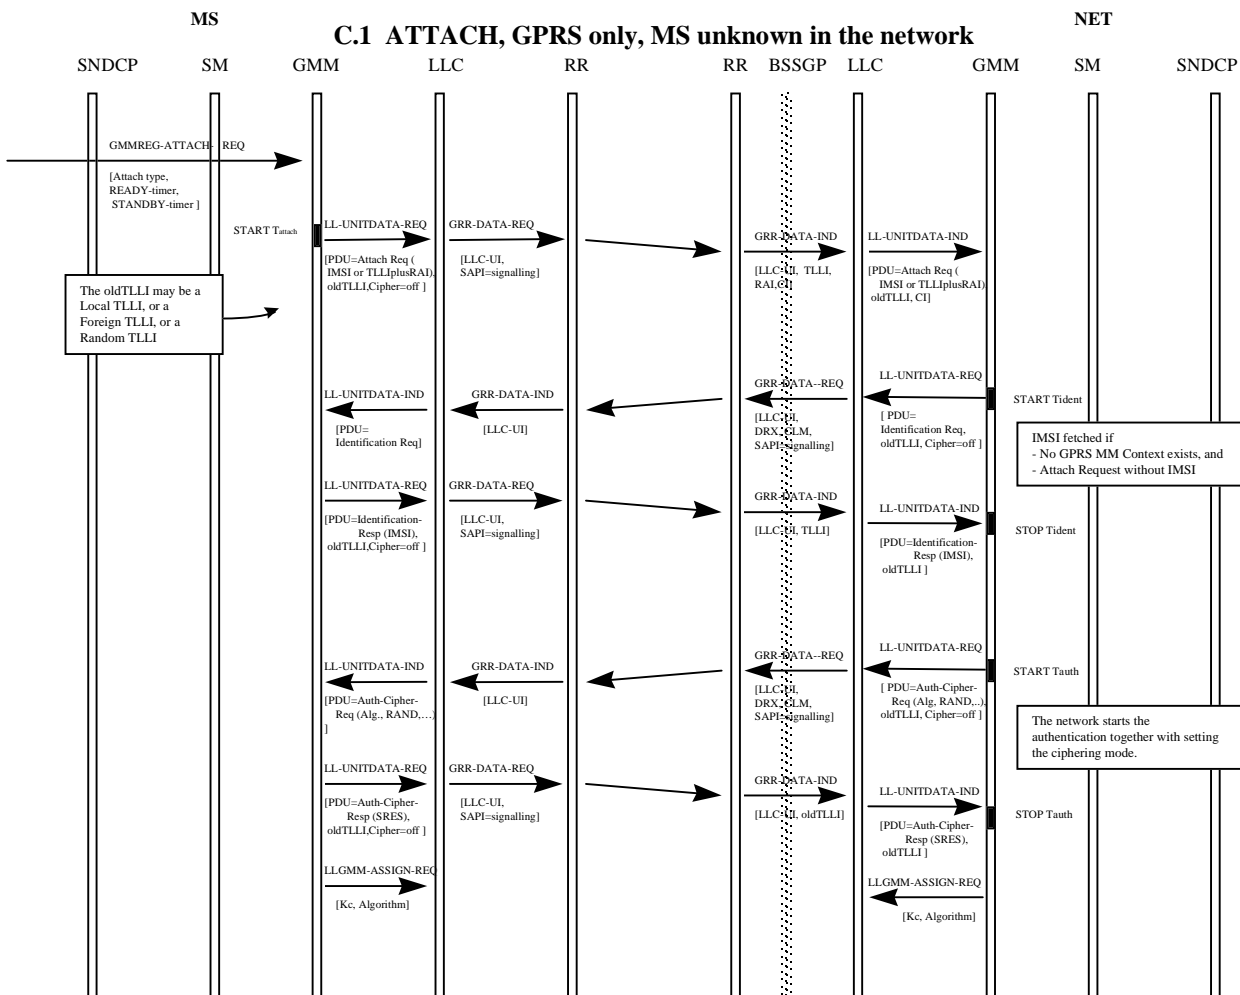 MS
NET
C.1 ATTACH, GPRS only, MS unknown in the network
SNDCP SM GMM LLC RR RR BSSGP LLC GMM SM SNDCP
GMMREG-ATTACH- REQ
[Attach type,
READY-timer,
STANDBY-timer ]
START Tattach
LL-UNITDATA-REQ
[PDU=Attach Req (
IMSI or TLLIplusRAI),
oldTLLI,Cipher=off ]
GRR-DATA-REQ
[LLC-UI,
SAPI=signalling]
GRR-DATA-IND
[LLC-UI, TLLI,
RAI,CI]
LL-UNITDATA-IND
[PDU=Attach Req (
IMSI or TLLIplusRAI),
oldTLLI, CI]
The oldTLLI may be a
Local TLLI, or a
Foreign TLLI, or a
Random TLLI
LL-UNITDATA-REQ
[ PDU=
Identification Req,
oldTLLI, Cipher=off ]
START Tident
GRR-DATA--REQ
[LLC-UI,
DRX, CLM,
SAPI=signalling]
GRR-DATA-IND
[LLC-UI]
LL-UNITDATA-IND
[PDU=
Identification Req]
IMSI fetched if
- No GPRS MM Context exists, and
- Attach Request without IMSI
LL-UNITDATA-REQ
[PDU=Identification-
Resp (IMSI),
oldTLLI,Cipher=off ]
GRR-DATA-REQ
[LLC-UI,
SAPI=signalling]
GRR-DATA-IND
[LLC-UI, TLLI]
LL-UNITDATA-IND
[PDU=Identification-
Resp (IMSI),
oldTLLI ]
STOP Tident
LL-UNITDATA-REQ
[ PDU=Auth-Cipher-
Req (Alg, RAND,..),
oldTLLI, Cipher=off ]
START Tauth
GRR-DATA--REQ
[LLC-UI,
DRX, CLM,
SAPI=signalling]
GRR-DATA-IND
[LLC-UI]
LL-UNITDATA-IND
[PDU=Auth-Cipher-
Req (Alg., RAND,…)
]
The network starts the
authentication together with setting
the ciphering mode.
LL-UNITDATA-REQ
[PDU=Auth-Cipher-
Resp (SRES),
oldTLLI,Cipher=off ]
GRR-DATA-REQ
[LLC-UI,
SAPI=signalling]
GRR-DATA-IND
[LLC-UI, oldTLLI]
LL-UNITDATA-IND
[PDU=Auth-Cipher-
Resp (SRES),
oldTLLI ]
STOP Tauth
LLGMM-ASSIGN-REQ
[Kc, Algorithm]
LLGMM-ASSIGN-REQ
[Kc, Algorithm]